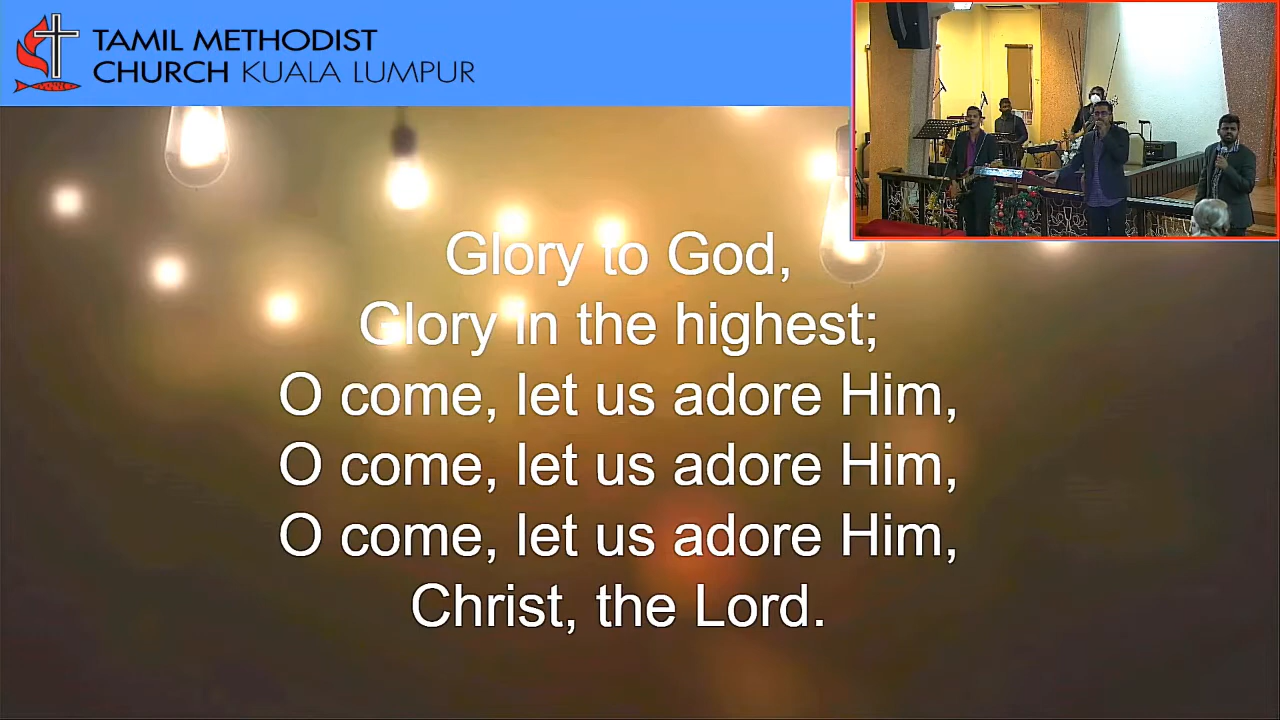 TAMIL METHODIST
CHURCH KUALA LUMPUR
Glory to God,
Glory in the highest;
O come, let us adore Him,
O come, let us adore Him,
O come, let us adore Him,
Christ, the Lord.